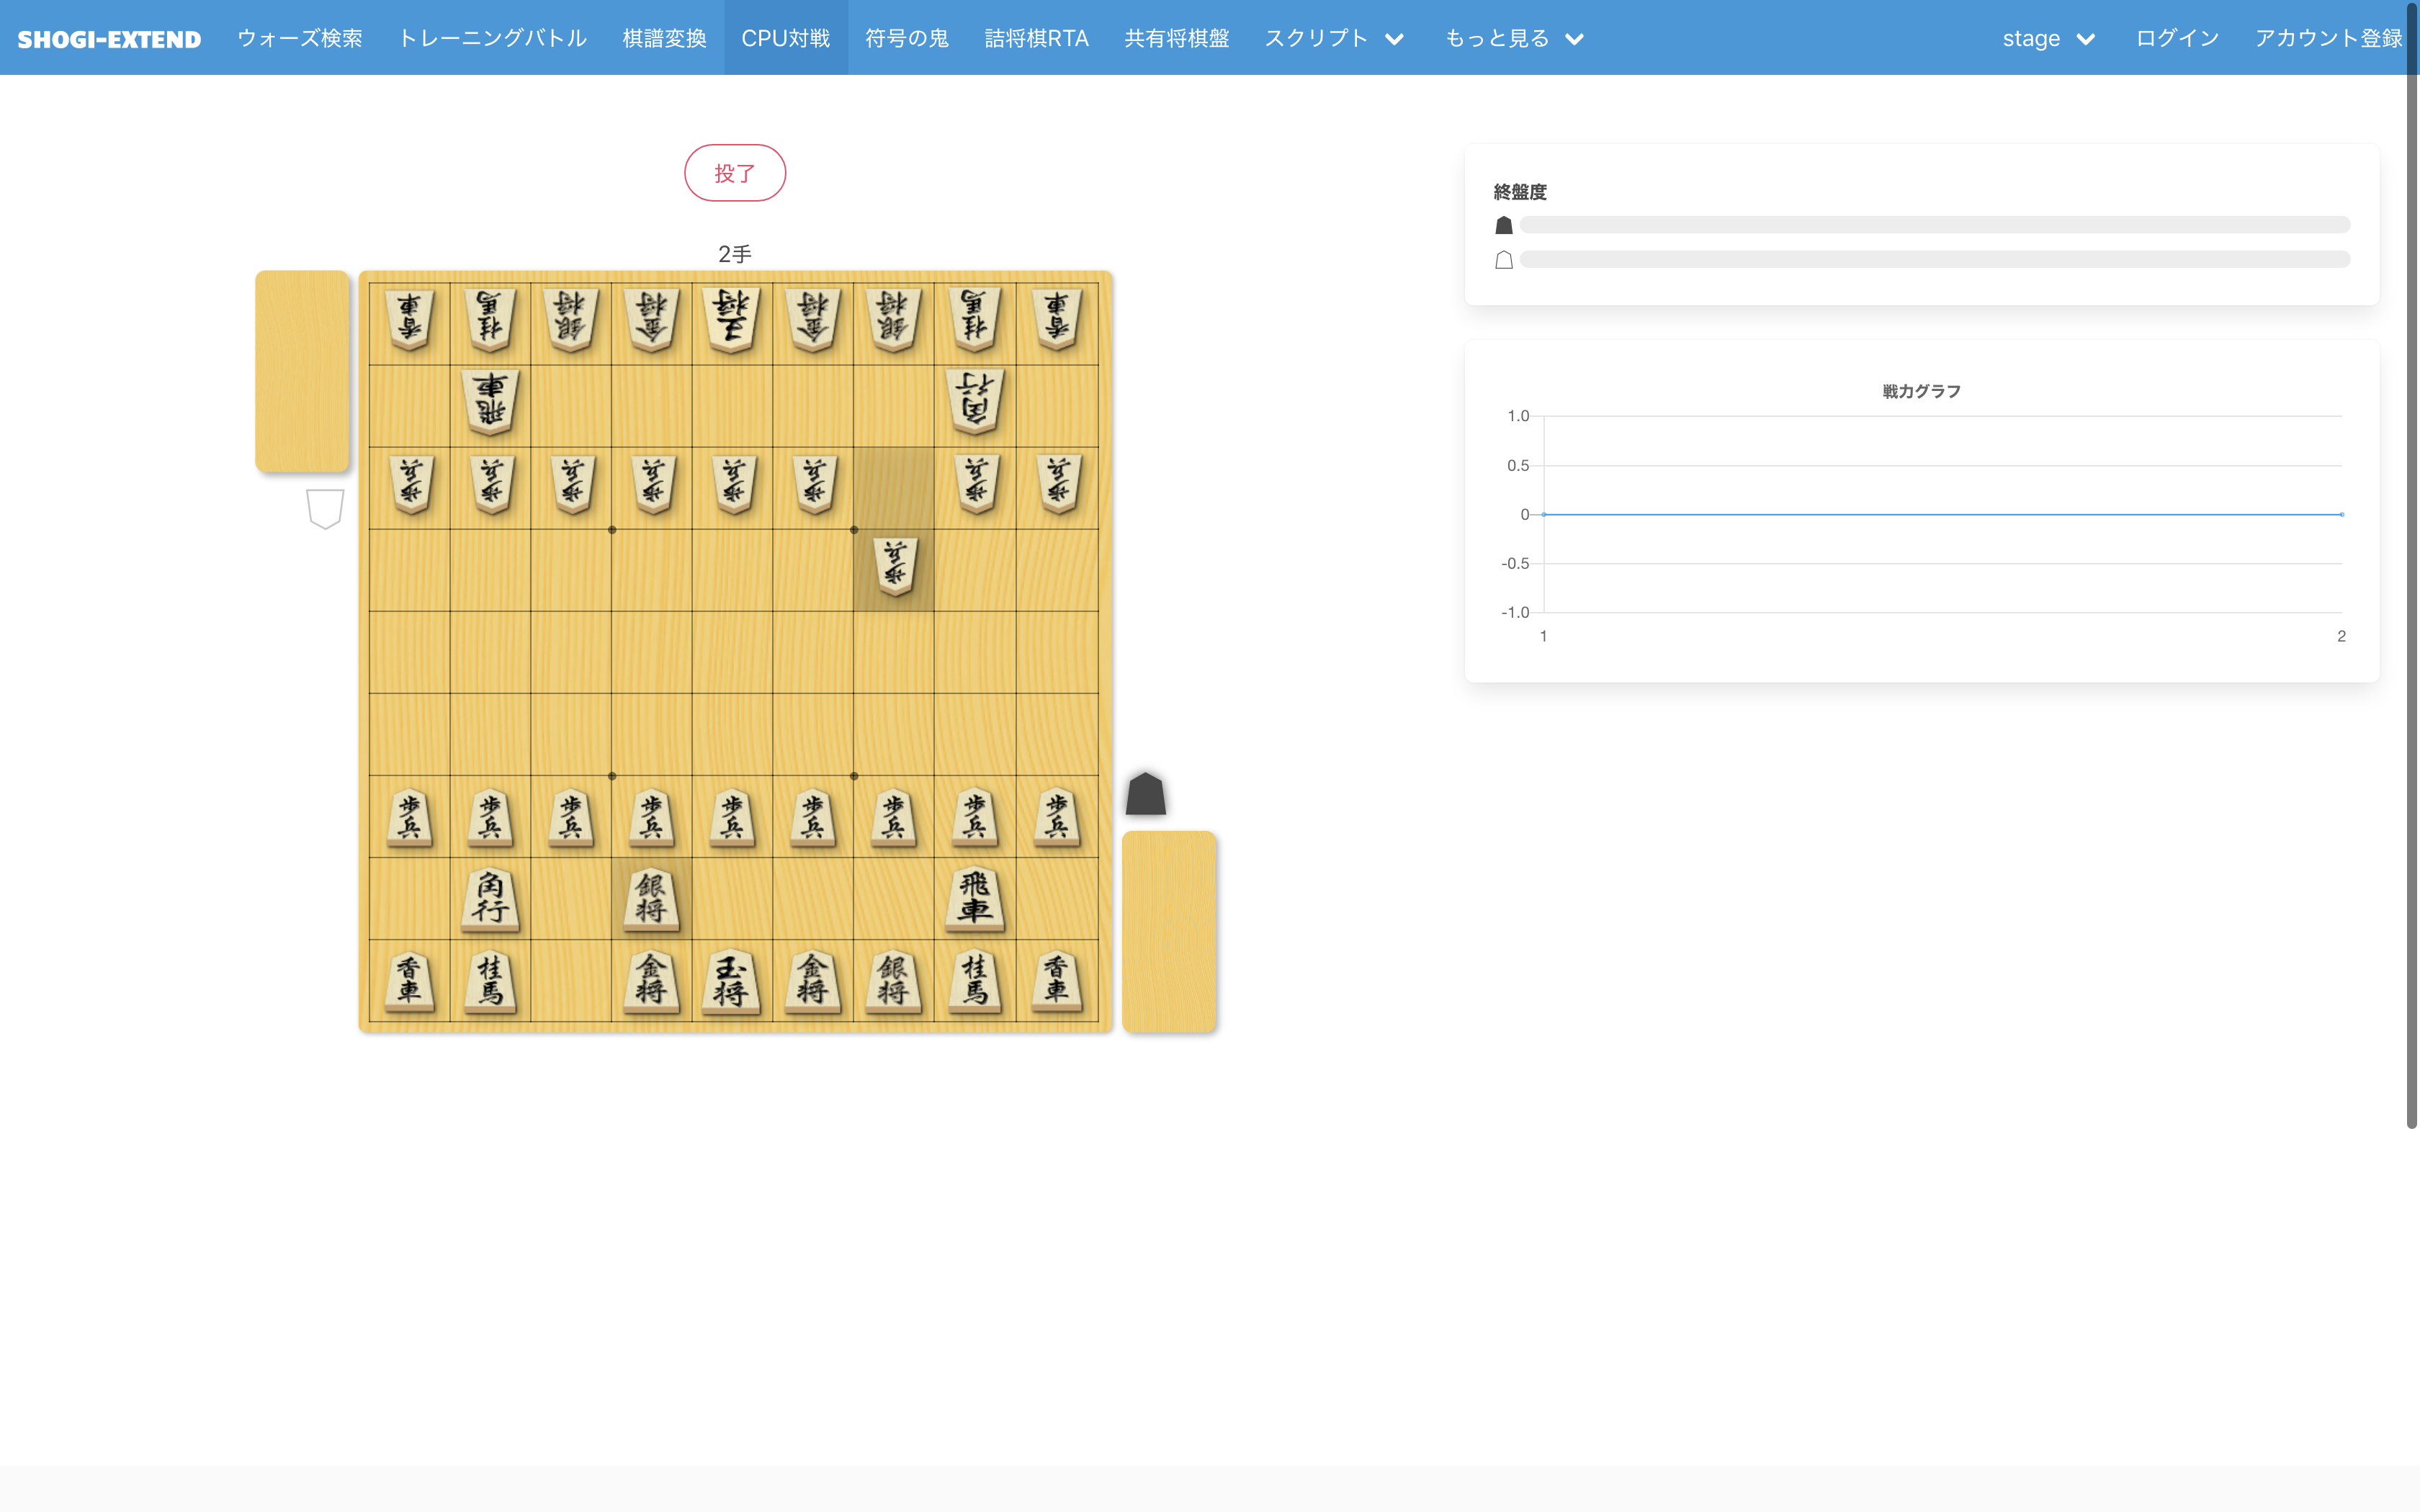 SHOGI-EXTEND ウォーズ検索 トレーニングバトル 棋譜変換 CPU対戦 符号の鬼 詰将棋RTA 共有将棋盤 スクリプト もっと見る stage ログイン アカウント登録
投了
2手
香車 桂馬 銀将 金将 王将 金将 銀将 桂馬 香車
飛車 角行
歩兵 歩兵 歩兵 歩兵 歩兵 歩兵 歩兵 歩兵
歩兵
歩兵 歩兵 歩兵 歩兵 歩兵 歩兵 歩兵 歩兵 歩兵
角行 銀将 飛車
香車 桂馬 金将 玉将 金将 銀将 桂馬 香車
終盤度
戦力グラフ
1.0
0.5
0
-0.5
-1.0
1 2